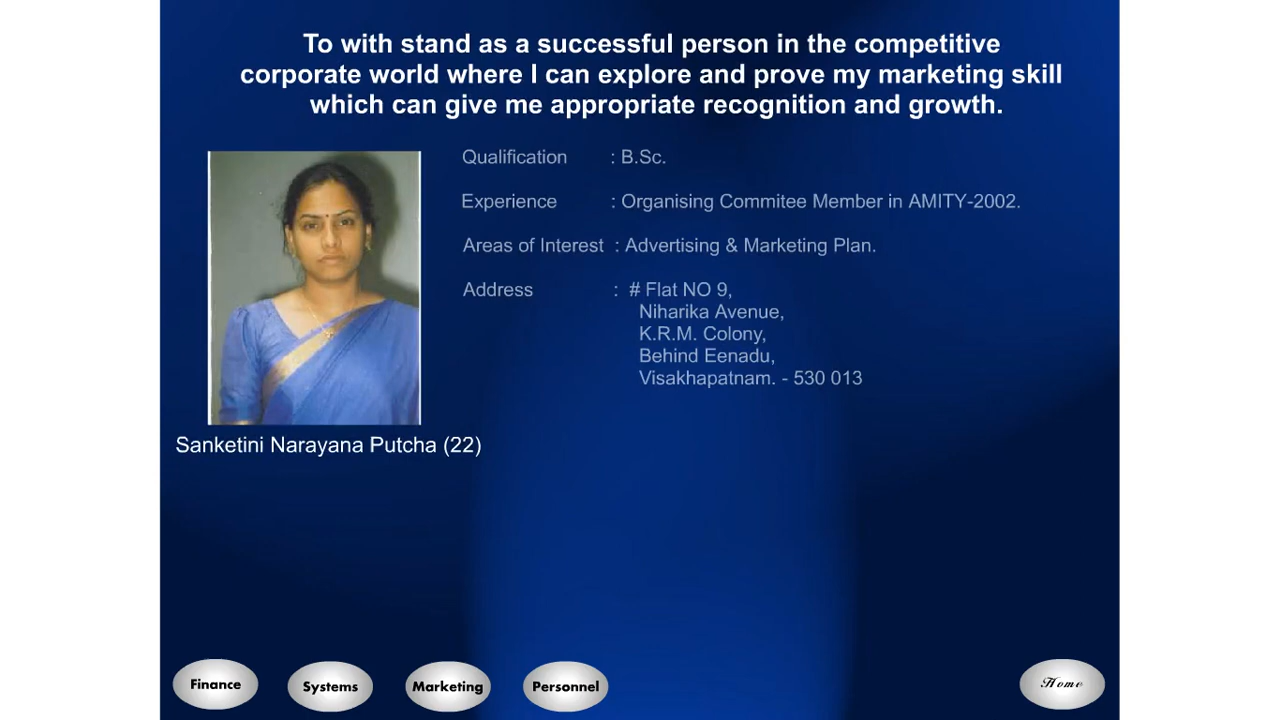 To with stand as a successful person in the competitive
corporate world where I can explore and prove my marketing skill
which can give me appropriate recognition and growth.
Qualification : B.Sc.
Experience : Organising Commitee Member in AMITY-2002.
Areas of Interest : Advertising & Marketing Plan.
Address : # Flat NO 9,
Niharika Avenue,
K.R.M. Colony,
Behind Eenadu,
Visakhapatnam. - 530 013
Sanketini Narayana Putcha (22)
Finance Systems Marketing Personnel Home